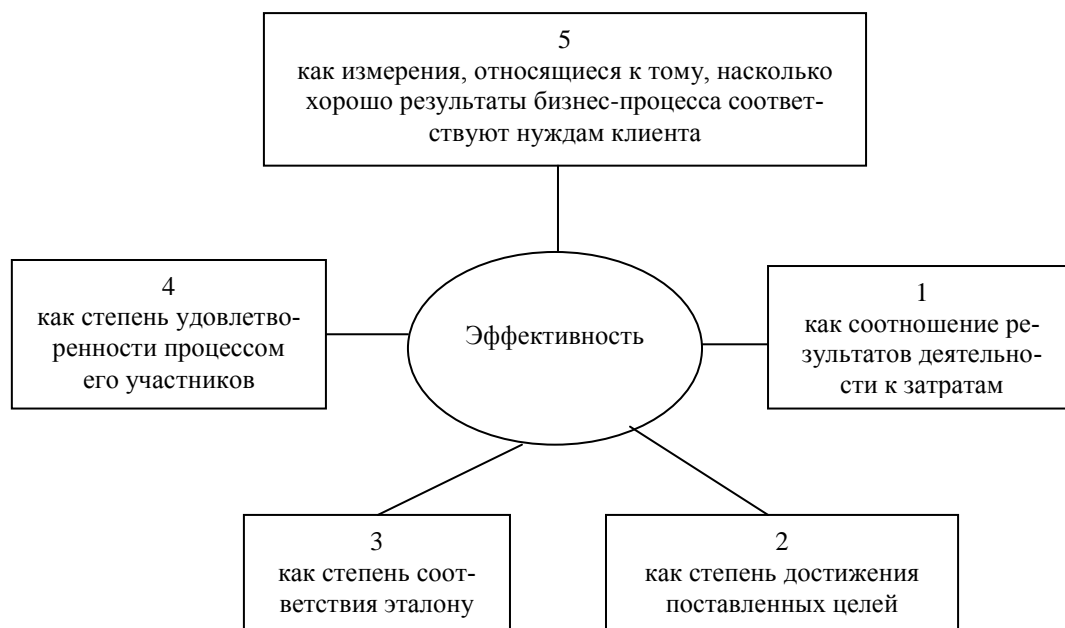 5
как измерения, относящиеся к тому, насколько
хорошо результаты бизнес-процесса соответ-
ствуют нуждам клиента
4
как степень удовлетво-
ренности процессом
его участников
Эффективность
1
как соотношение ре-
зультатов деятельно-
сти к затратам
3
как степень соот-
ветствия эталону
2
как степень достижения
поставленных целей